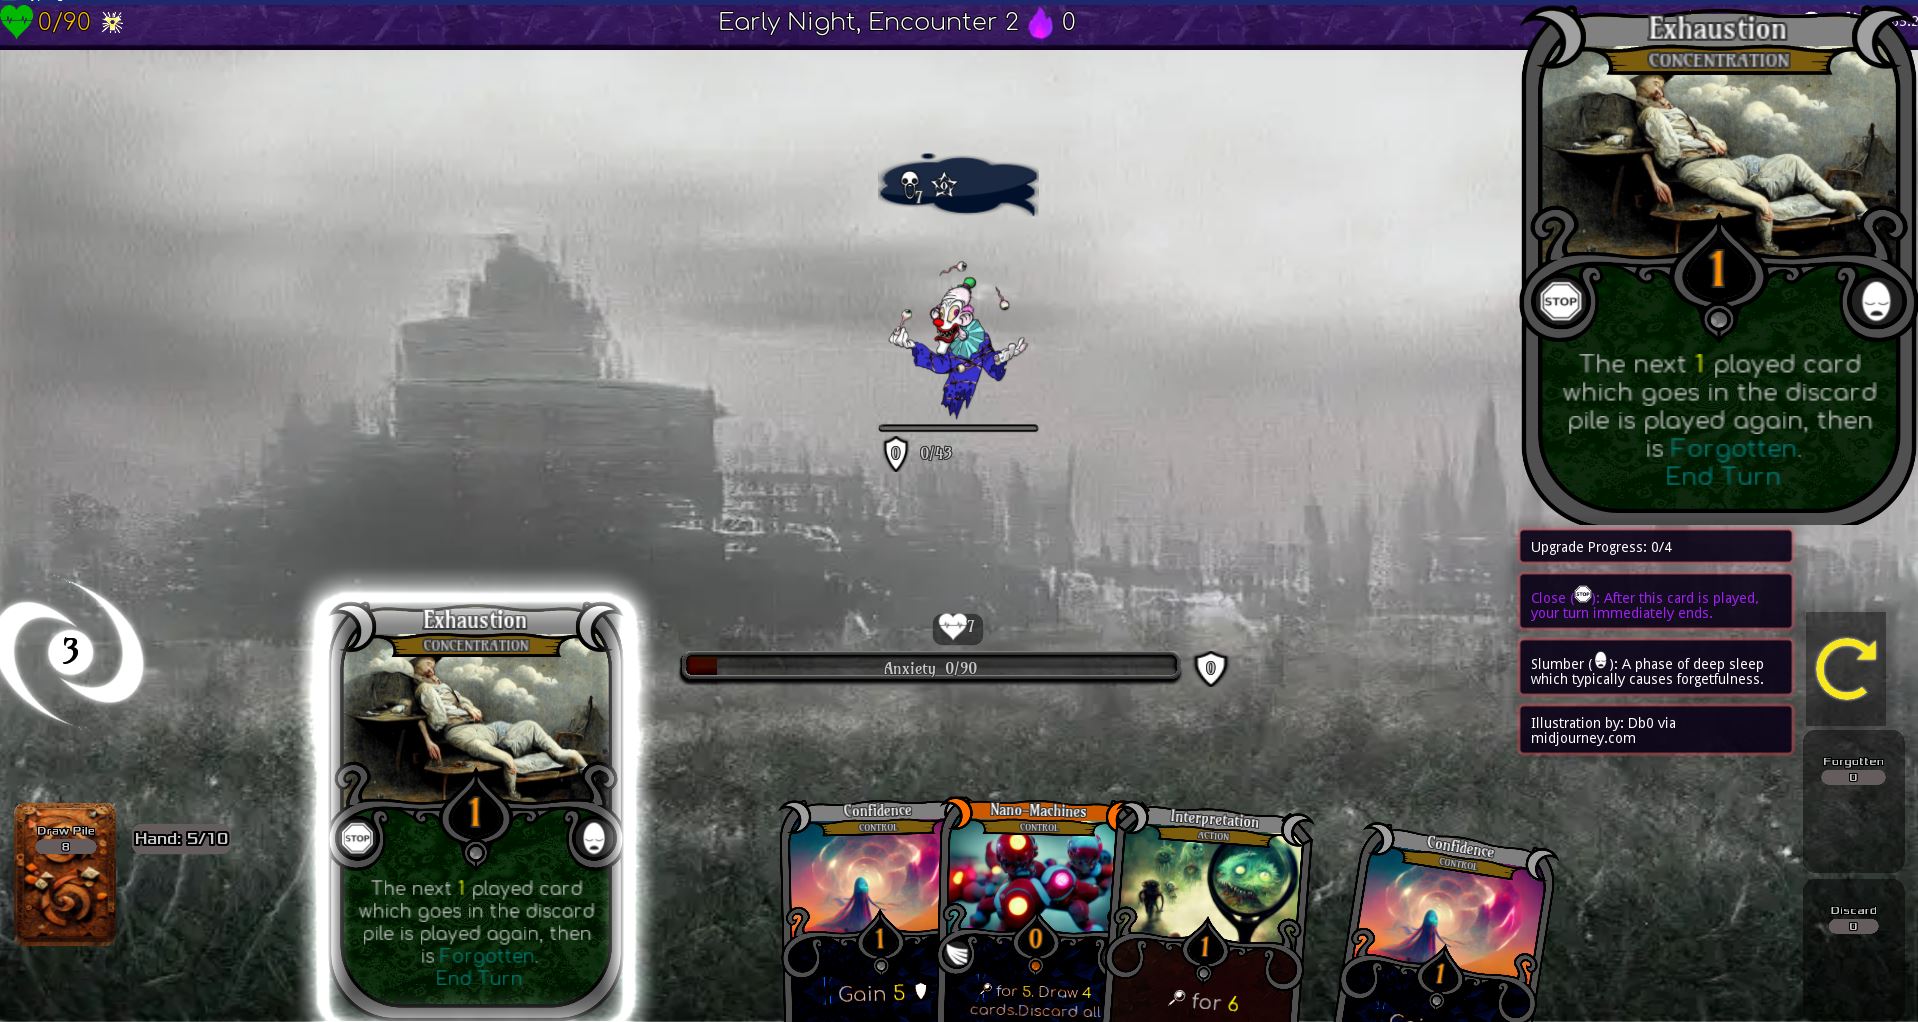 0/90
Early Night, Encounter 2 0
Exhaustion
CONCENTRATION
1
STOP
The next 1 played card
which goes in the discard
pile is played again, then
is Forgotten.
End Turn
7
0
0/43
Upgrade Progress: 0/4
Close (STOP): After this card is played,
your turn immediately ends.
Slumber ( ): A phase of deep sleep
which typically causes forgetfulness.
Illustration by: Db0 via
midjourney.com
3
7
Anxiety 0/90
0
Exhaustion
CONCENTRATION
1
STOP
The next 1 played card
which goes in the discard
pile is played again, then
is Forgotten.
End Turn
Draw Pile
8
Hand: 5/10
Confidence
CONTROL
1
Gain 5
Nano-Machines
CONTROL
0
for 5. Draw 4
cards.Discard all
Interpretation
ACTION
1
for 6
Confidence
CONTROL
1
Forgotten
0
Discard
0